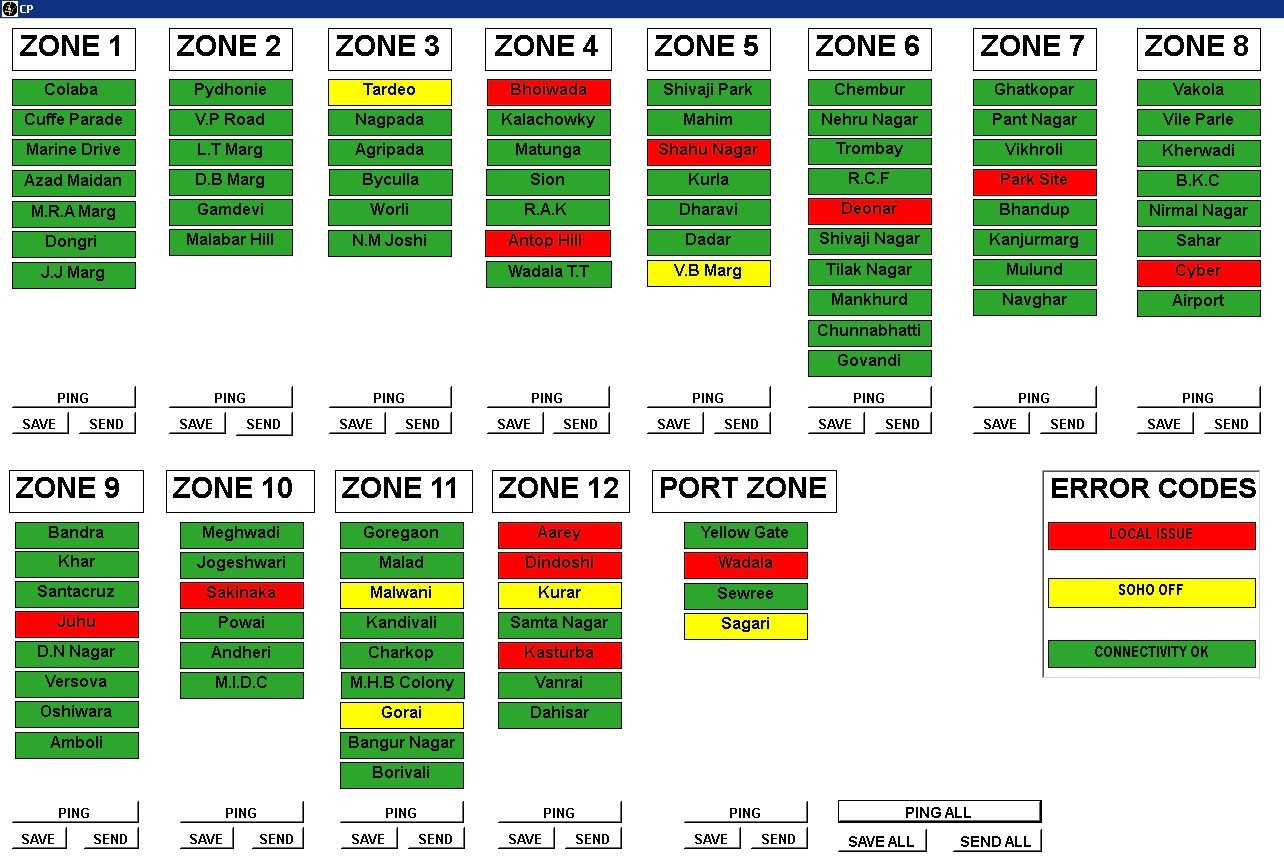 CP
ZONE 1
Colaba
Cuffe Parade
Marine Drive
Azad Maidan
M.R.A Marg
Dongri
J.J Marg
PING
SAVE SEND
ZONE 2
Pydhonie
V.P Road
L.T Marg
D.B Marg
Gamdevi
Malabar Hill
PING
SAVE SEND
ZONE 3
Tardeo
Nagpada
Agripada
Byculla
Worli
N.M Joshi
PING
SAVE SEND
ZONE 4
Bhoiwada
Kalachowky
Matunga
Sion
R.A.K
Antop Hill
Wadala T.T
PING
SAVE SEND
ZONE 5
Shivaji Park
Mahim
Shahu Nagar
Kurla
Dharavi
Dadar
V.B Marg
PING
SAVE SEND
ZONE 6
Chembur
Nehru Nagar
Trombay
R.C.F
Deonar
Shivaji Nagar
Tilak Nagar
Mankhurd
Chunnabhatti
Govandi
PING
SAVE SEND
ZONE 7
Ghatkopar
Pant Nagar
Vikhroli
Park Site
Bhandup
Kanjurmarg
Mulund
Navghar
PING
SAVE SEND
ZONE 8
Vakola
Vile Parle
Kherwadi
B.K.C
Nirmal Nagar
Sahar
Cyber
Airport
PING
SAVE SEND
ZONE 9
Bandra
Khar
Santacruz
Juhu
D.N Nagar
Versova
Oshiwara
Amboli
PING
SAVE SEND
ZONE 10
Meghwadi
Jogeshwari
Sakinaka
Powai
Andheri
M.I.D.C
PING
SAVE SEND
ZONE 11
Goregaon
Malad
Malwani
Kandivali
Charkop
M.H.B Colony
Gorai
Bangur Nagar
Borivali
PING
SAVE SEND
ZONE 12
Aarey
Dindoshi
Kurar
Samta Nagar
Kasturba
Vanrai
Dahisar
PING
SAVE SEND
PORT ZONE
Yellow Gate
Wadala
Sewree
Sagari
PING
SAVE SEND
ERROR CODES
LOCAL ISSUE
SOHO OFF
CONNECTIVITY OK
PING ALL
SAVE ALL SEND ALL